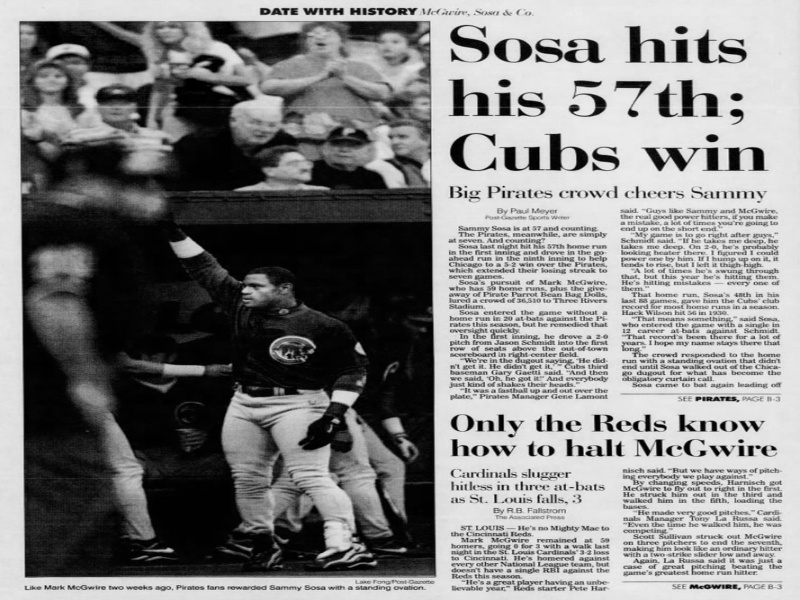 DATE WITH HISTORY McGwire, Sosa & Co.
Sosa hits
his 57th;
Cubs win
Big Pirates crowd cheers Sammy
By Paul Meyer
Post-Gazette Sports Writer
Sammy Sosa is at 57 and counting.
The Pirates, meanwhile, are simply
at seven. And counting?
Sosa last night hit his 57th home run
in the first inning and drove in the go-
ahead run in the ninth inning to help
Chicago to a 5-2 win over the Pirates,
which extended their losing streak to
seven games.
Sosa's pursuit of Mark McGwire,
who has 59 home runs, plus the give-
away of Pirate Parrot Bean Bag Dolls,
lured a crowd of 36,510 to Three Rivers
Stadium.
Sosa entered the game without a
home run in 20 at-bats against the Pi-
rates this season, but he remedied that
oversight quickly.
In the first inning, he drove a 2-0
pitch from Jason Schmidt into the first
row of seats above the out-of-town
scoreboard in right-center field.
"We're in the dugout saying, 'He did-
n't get it. He didn't get it,' " Cubs third
baseman Gary Gaetti said. "And then
we said, 'Oh, he got it!' And everybody
just kind of shakes their heads."
"It was a fastball up and out over the
plate," Pirates Manager Gene Lamont
said. "Guys like Sammy and McGwire,
the real good power hitters, if you make
a mistake, a lot of times you're going to
end up on the short end."
"My game is to go right after guys,"
Schmidt said. "If he takes me deep, he
takes me deep. On 2-0, he's probably
looking heater there. I figured I could
power one by him. If I hump up on it, it
tends to rise, but I left it thigh-high.
"A lot of times he's swung through
that, but this year he's hitting them.
He's hitting mistakes — every one of
them."
That home run, Sosa's 48th in his
last 88 games, gave him the Cubs' club
record for most home runs in a season.
Hack Wilson hit 56 in 1930.
"That means something," said Sosa,
who entered the game with a single in
12 career at-bats against Schmidt.
"That record's been there for a lot of
years. I hope my name stays there that
long."
The crowd responded to the home
run with a standing ovation that didn't
end until Sosa walked out of the Chica-
go dugout for what has become the
obligatory curtain call.
Sosa came to bat again leading off
SEE PIRATES, PAGE B-3
Lake Fong/Post-Gazette
Like Mark McGwire two weeks ago, Pirates fans rewarded Sammy Sosa with a standing ovation.
Only the Reds know
how to halt McGwire
Cardinals slugger
hitless in three at-bats
as St. Louis falls, 3
By R.B. Fallstrom
The Associated Press
ST. LOUIS — He's no Mighty Mac to
the Cincinnati Reds.
Mark McGwire remained at 59
homers, going 0 for 3 with a walk last
night in the St. Louis Cardinals' 3-2 loss
to Cincinnati. He's homered against
every other National League team, but
doesn't have a single RBI against the
Reds this season.
"He's a great player having an unbe-
lievable year," Reds starter Pete Har-
nisch said. "But we have ways of pitch-
ing everybody we play against."
By changing speeds, Harnisch got
McGwire to fly out to right in the first.
He struck him out in the third and
walked him in the fifth, loading the
bases.
"He made very good pitches," Cardi-
nals Manager Tony La Russa said.
"Even the time he walked him, he was
competing."
Scott Sullivan struck out McGwire
on three pitches to end the seventh,
making him look like an ordinary hitter
with a two-strike slider low and away.
Again, La Russa said it was just a
case of great pitching beating the
game's greatest home run hitter.
SEE McGWIRE, PAGE B-3